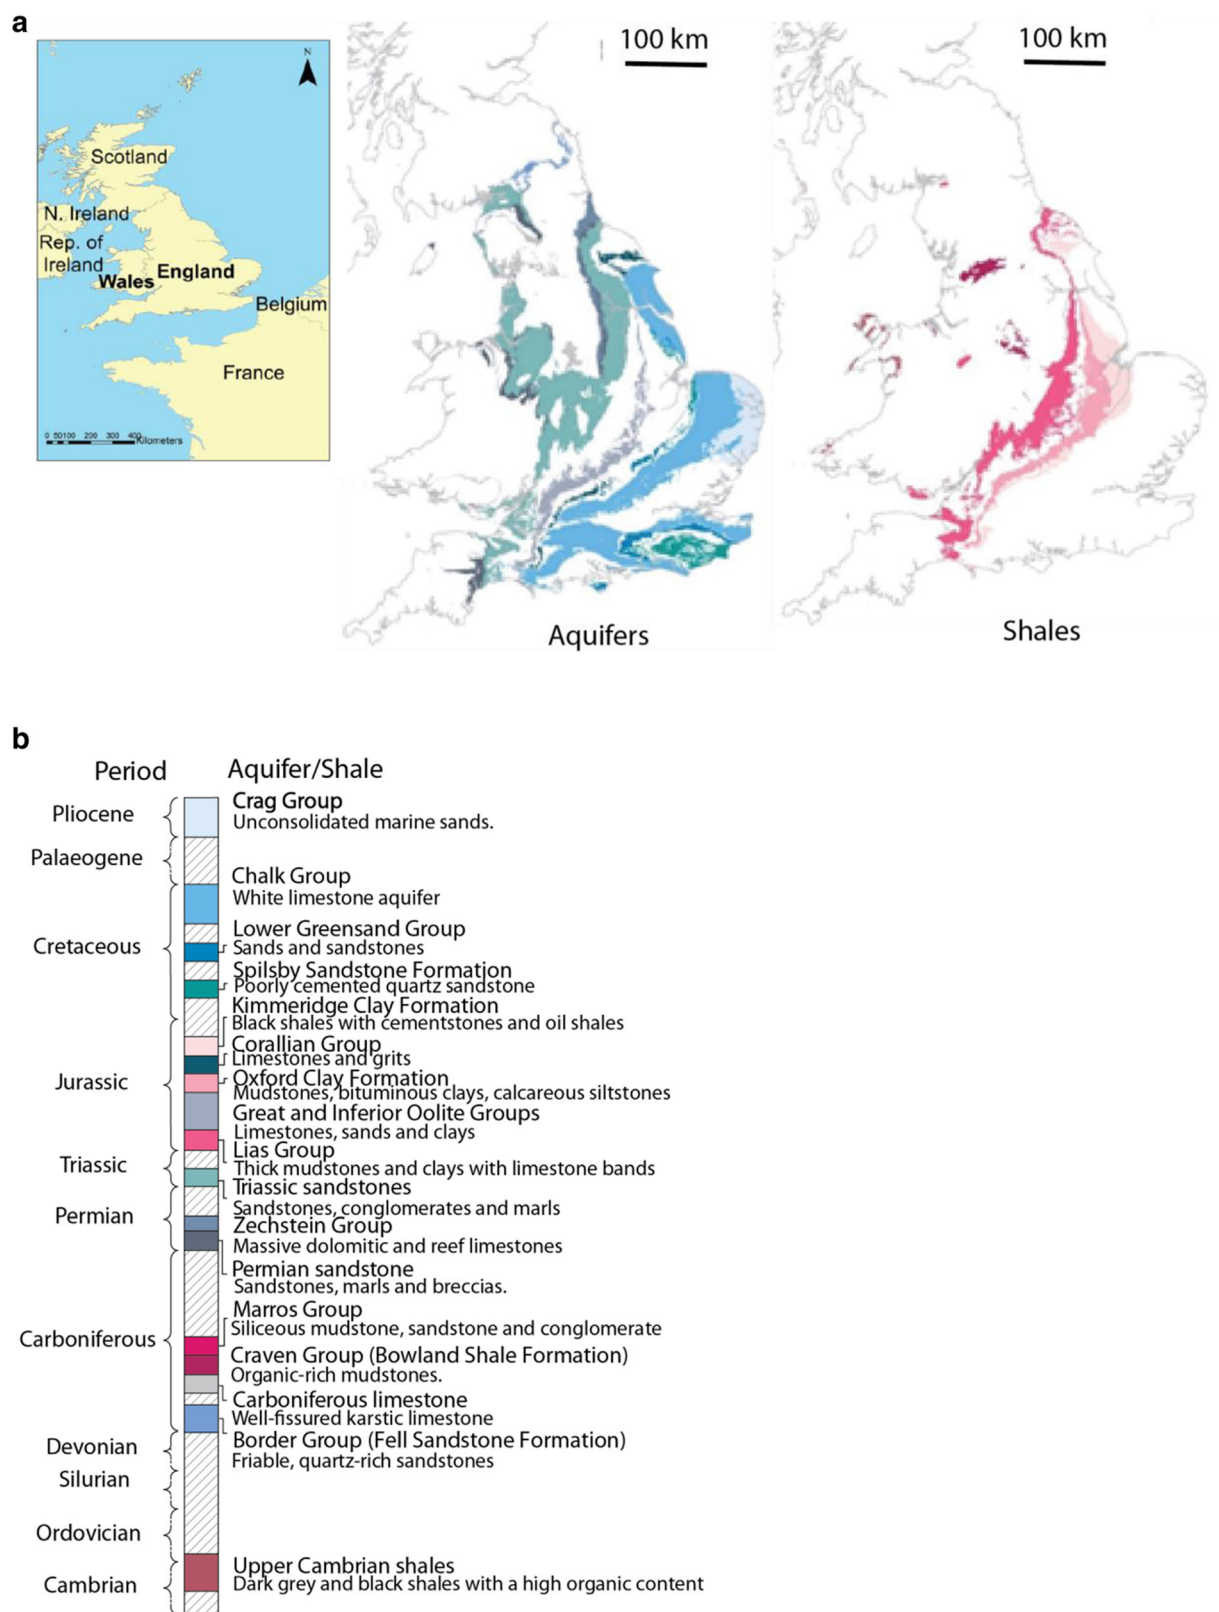 a
N
Scotland
N. Ireland
Rep. of
Ireland
Wales
England
Belgium
France
0 50 100 200 300 400
Kilometers
100 km
Aquifers
100 km
Shales
b
Period
Aquifer/Shale
Pliocene
Crag Group
Unconsolidated marine sands.
Palaeogene
Chalk Group
White limestone aquifer
Lower Greensand Group
Cretaceous
Sands and sandstones
Spilsby Sandstone Formation
Poorly cemented quartz sandstone
Kimmeridge Clay Formation
Black shales with cementstones and oil shales
Corallian Group
Limestones and grits
Oxford Clay Formation
Jurassic
Mudstones, bituminous clays, calcareous siltstones
Great and Inferior Oolite Groups
Limestones, sands and clays
Lias Group
Triassic
Thick mudstones and clays with limestone bands
Triassic sandstones
Sandstones, conglomerates and marls
Permian
Zechstein Group
Massive dolomitic and reef limestones
Permian sandstone
Sandstones, marls and breccias.
Marros Group
Siliceous mudstone, sandstone and conglomerate
Carboniferous
Craven Group (Bowland Shale Formation)
Organic-rich mudstones.
Carboniferous limestone
Well-fissured karstic limestone
Border Group (Fell Sandstone Formation)
Devonian
Friable, quartz-rich sandstones
Silurian
Ordovician
Upper Cambrian shales
Cambrian
Dark grey and black shales with a high organic content